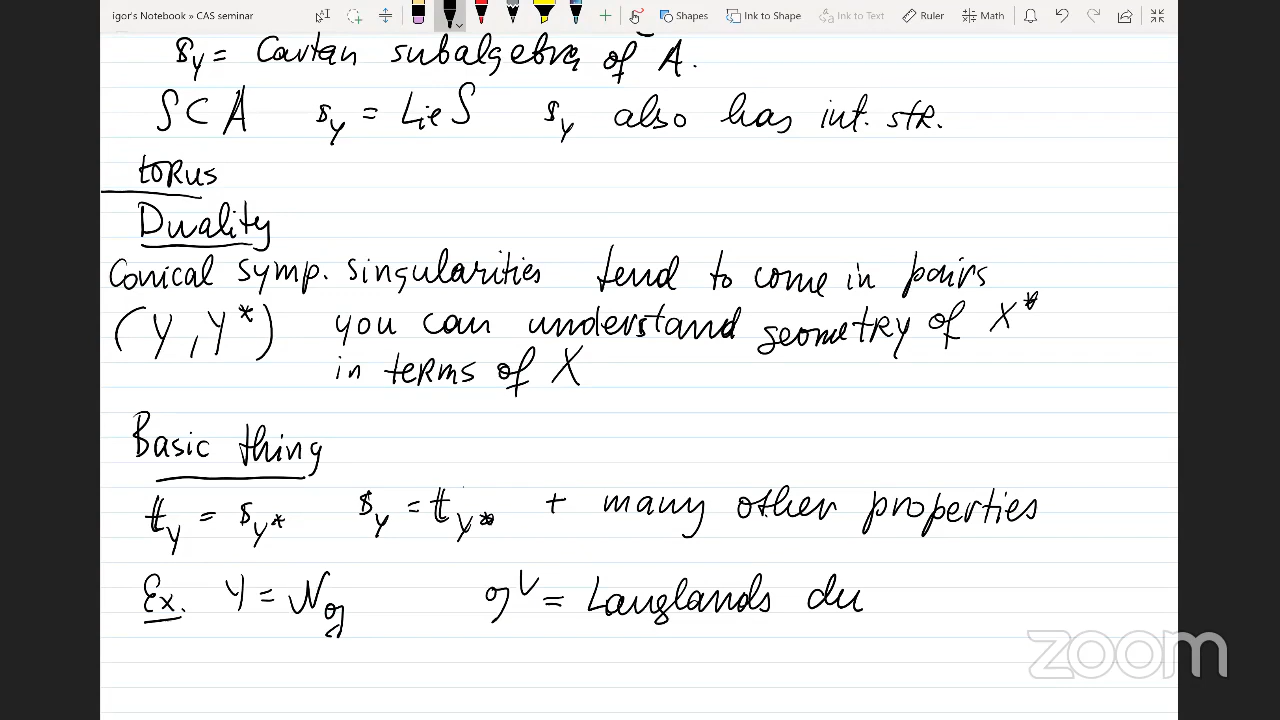 igor's Notebook » CAS seminar
Shapes Ink to Shape Ink to Text Ruler Math
𝔰_Y = Cartan subalgebra of A.
S ⊂ A 𝔰_Y = Lie S 𝔰_Y also has int. str.
torus
Duality
Conical symp. singularities tend to come in pairs
(Y, Y*) you can understand geometry of X*
in terms of X
Basic thing
𝔱_Y = 𝔰_Y* 𝔰_Y = 𝔱_Y* + many other properties
Ex. Y = N_𝔤 𝔤^∨ = Langlands du
zoom